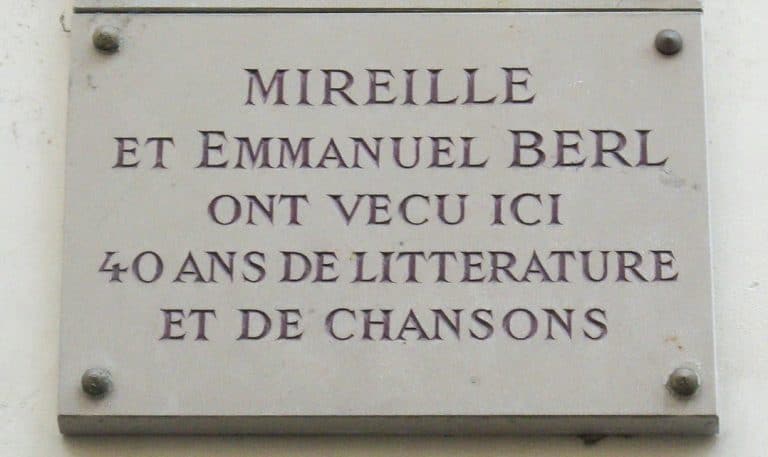 MIREILLE
ET EMMANUEL BERL
ONT VECU ICI
40 ANS DE LITTERATURE
ET DE CHANSONS